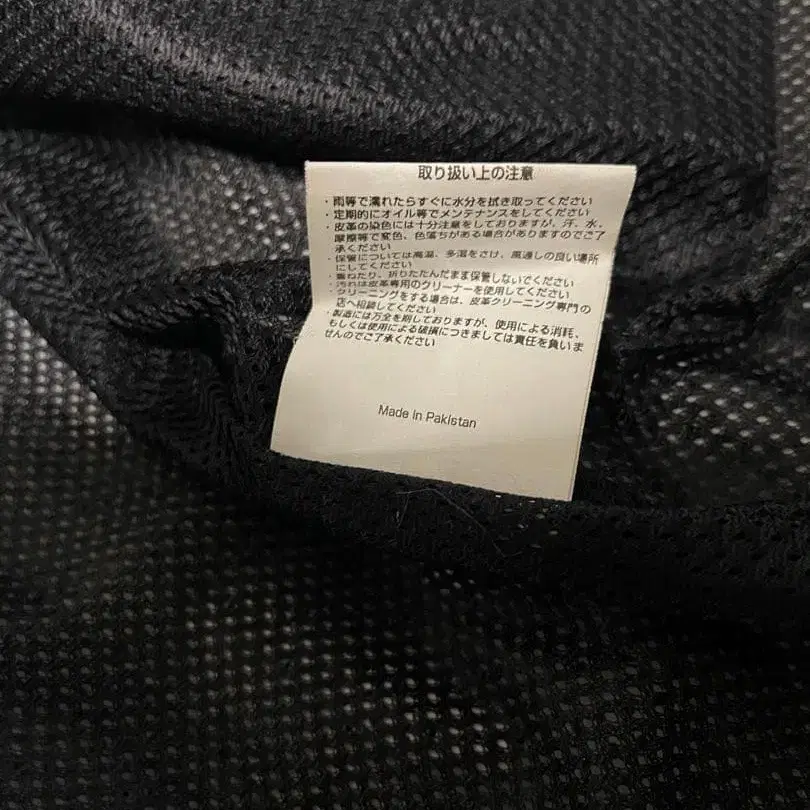 取り扱い上の注意
・雨等で濡れたらすぐに水分を拭き取ってください
・定期的にオイル等でメンテナンスをしてください
・皮革の染色には十分注意をしておりますが、汗、水、
摩擦等で変色、色落ちがある場合がありますのでご了
承ください
・保管については高温、多湿をさけ、風通しの良い場所
にしてください
・重ねたり、折りたたんだまま保管しないでください
・汚れは皮革専用のクリーナーを使用してください
・クリーニングをする場合は、皮革クリーニング専門の
店へ相談してください
・製造には万全を期しておりますが、使用による消耗、
もしくは使用による破損につきましては責任を負いま
せんのでご了承ください
Made in Pakistan